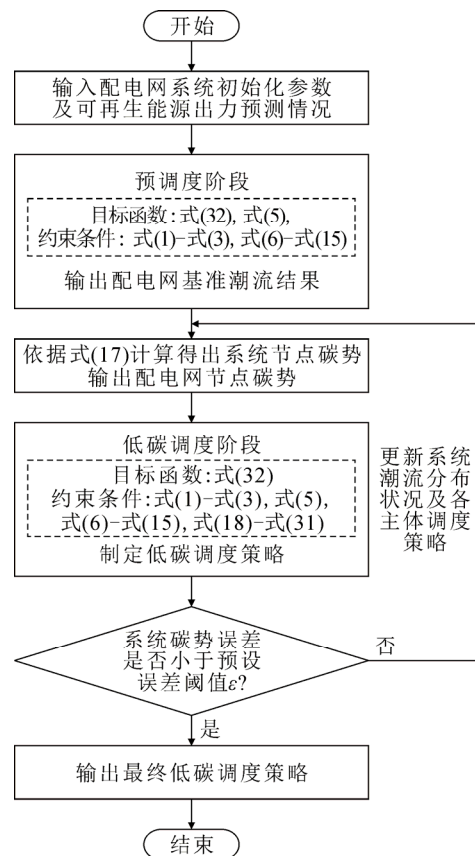 开始
输入配电网系统初始化参数
及可再生能源出力预测情况
预调度阶段
目标函数:式(32), 式(5),
约束条件: 式(1)-式(3), 式(6)-式(15)
输出配电网基准潮流结果
依据式(17)计算得出系统节点碳势
输出配电网节点碳势
低碳调度阶段
目标函数:式(32)
约束条件:式(1)-式(3), 式(5),
式(6)-式(15), 式(18)-式(31)
制定低碳调度策略
更新系统
潮流分布
状况及各
主体调度
策略
系统碳势误差
是否小于预设
误差阈值ε?
否
是
输出最终低碳调度策略
结束